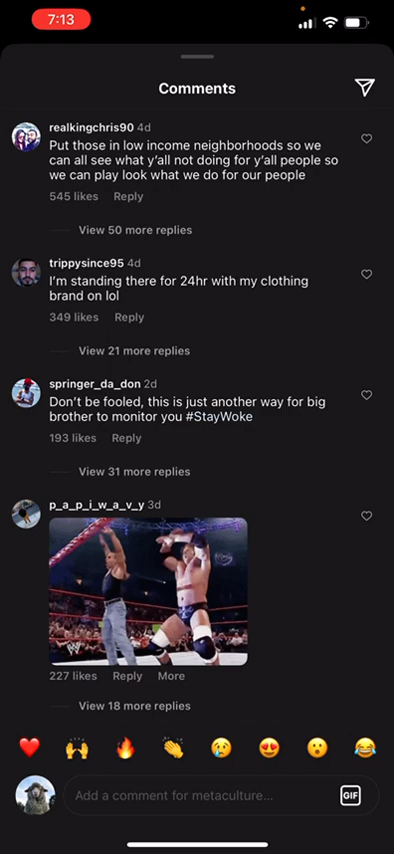 7:13
Comments
realkingchris90 4d
Put those in low income neighborhoods so we
can all see what y’all not doing for y’all people so
we can play look what we do for our people
545 likes Reply
View 50 more replies
trippysince95 4d
I’m standing there for 24hr with my clothing
brand on lol
349 likes Reply
View 21 more replies
springer_da_don 2d
Don’t be fooled, this is just another way for big
brother to monitor you #StayWoke
193 likes Reply
View 31 more replies
p_a_p_i_w_a_v_y 3d
W
227 likes Reply More
View 18 more replies
Add a comment for metaculture...
GIF